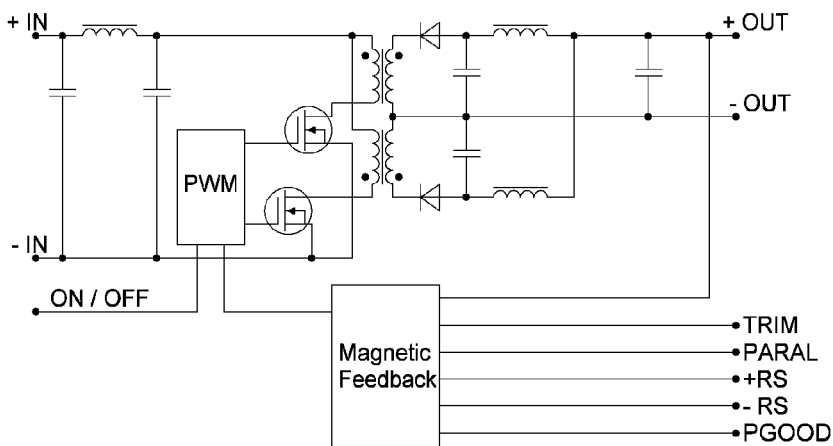 + IN
+ OUT
- OUT
PWM
- IN
ON / OFF
Magnetic
Feedback
TRIM
PARAL
+RS
- RS
PGOOD